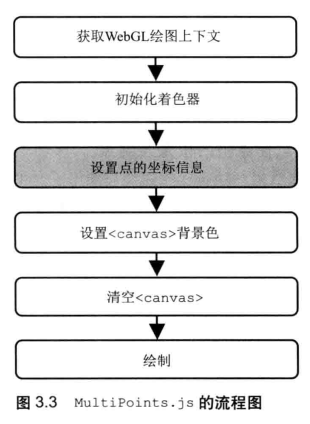 获取WebGL绘图上下文
初始化着色器
设置点的坐标信息
设置<canvas>背景色
清空<canvas>
绘制
图 3.3 MultiPoints.js 的流程图